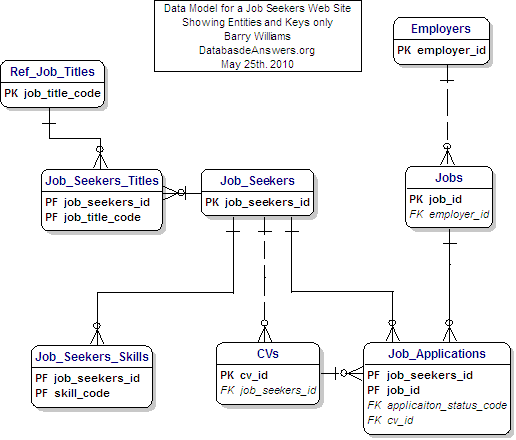 Data Model for a Job Seekers Web Site
Showing Entities and Keys only
Barry Williams
DatabasdeAnswers.org
May 25th. 2010
Employers
PK employer_id
Ref_Job_Titles
PK job_title_code
Job_Seekers_Titles
PF job_seekers_id
PF job_title_code
Job_Seekers
PK job_seekers_id
Jobs
PK job_id
FK employer_id
Job_Seekers_Skills
PF job_seekers_id
PF skill_code
CVs
PK cv_id
FK job_seekers_id
Job_Applications
PF job_seekers_id
PF job_id
FK applicaiton_status_code
FK cv_id